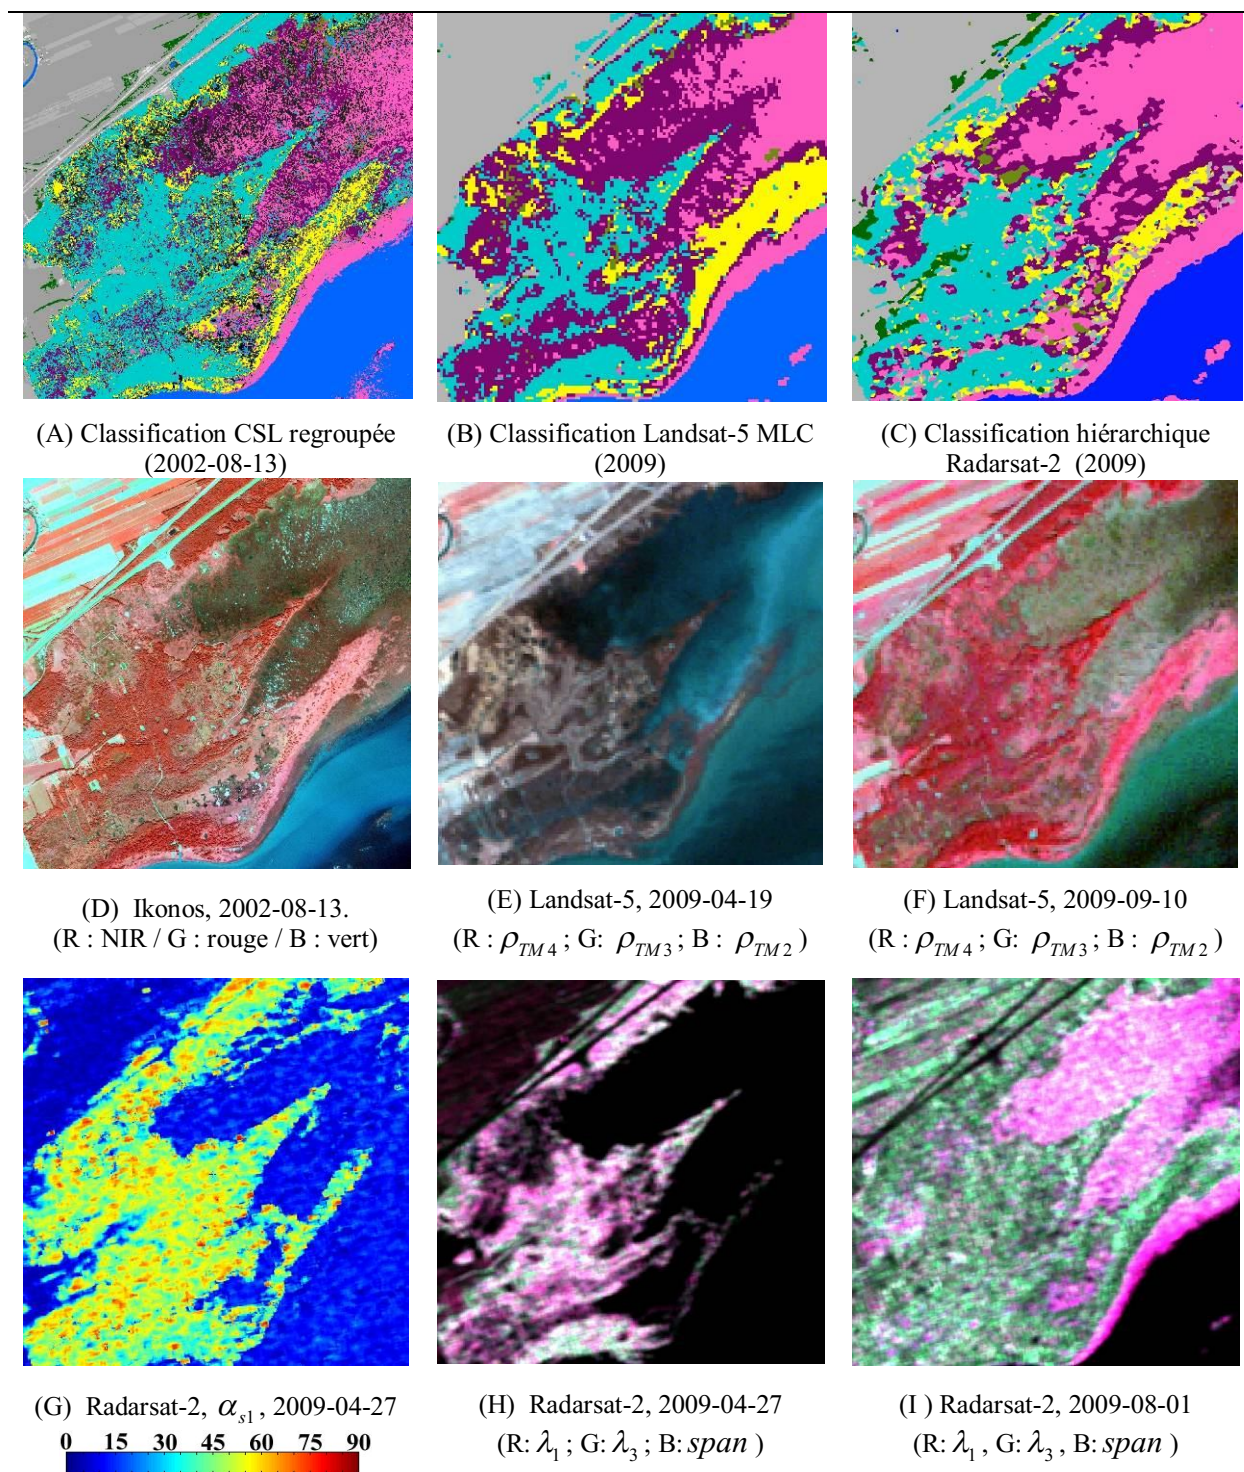 (A) Classification CSL regroupée
(2002-08-13)
(B) Classification Landsat-5 MLC
(2009)
(C) Classification hiérarchique
Radarsat-2 (2009)
(D) Ikonos, 2002-08-13.
(R : NIR / G : rouge / B : vert)
(E) Landsat-5, 2009-04-19
(R : ρTM4 ; G: ρTM3 ; B : ρTM2 )
(F) Landsat-5, 2009-09-10
(R : ρTM4 ; G: ρTM3 ; B : ρTM2 )
(G) Radarsat-2, αs1 , 2009-04-27
0 15 45 60 90
(H) Radarsat-2, 2009-04-27
(R: λ1 ; G: λ3 ; B: span )
(I ) Radarsat-2, 2009-08-01
(R: λ1 , G: λ3 , B: span )